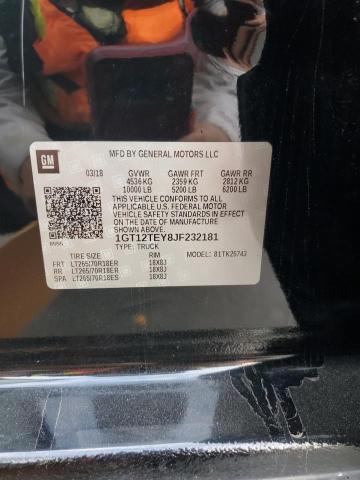 GM
MFD BY GENERAL MOTORS LLC
03/18 GVWR GAWR FRT GAWR RR
4536 KG 2359 KG 2812 KG
10000 LB 5200 LB 6200 LB
THIS VEHICLE CONFORMS TO ALL
APPLICABLE U.S. FEDERAL MOTOR
VEHICLE SAFETY STANDARDS IN EFFECT
ON THE DATE OF MANUFACTURE
SHOWN ABOVE.
1GT12TEY8JF232181
TYPE: TRUCK
TIRE SIZE RIM MODEL: 81TK25743
FRT LT265/70R18ER 18X8J
RR LT265/70R18ER 18X8J
SPA LT265/70R18ES 18X8J